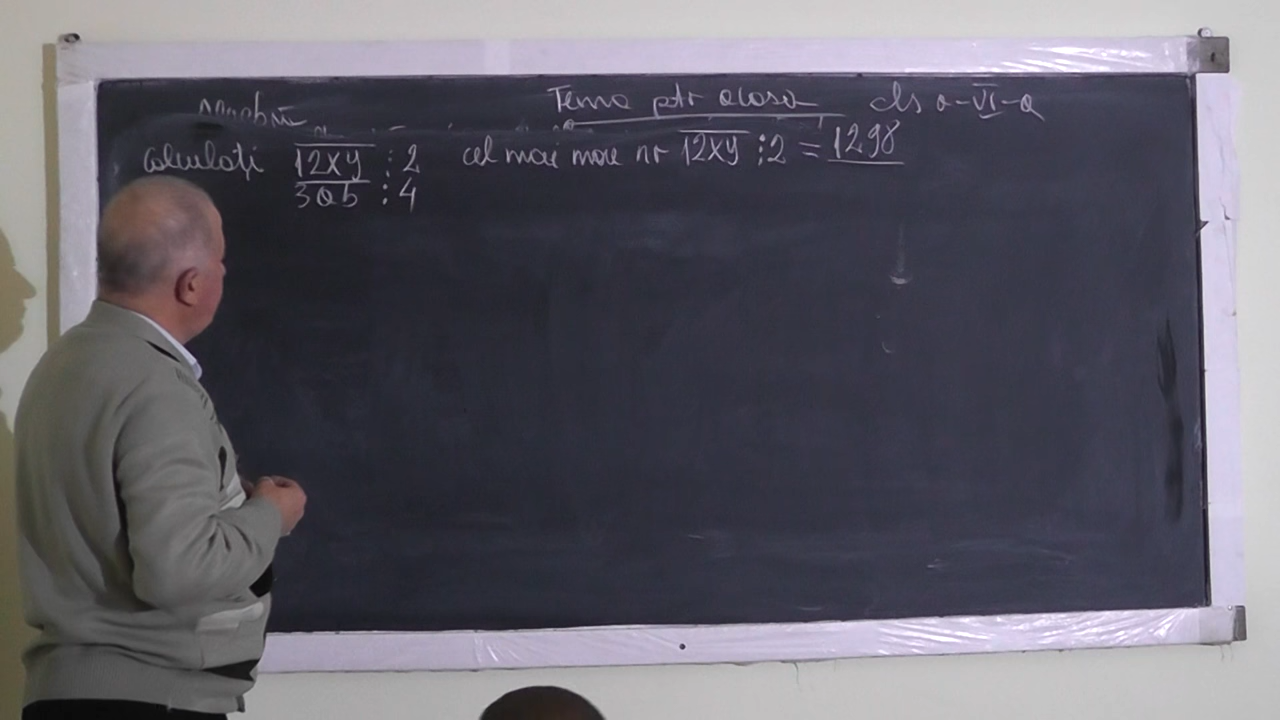 Tema ptr acasa cls a-VI-a
calculați 12xy ⋮ 2 cel mai mare nr 12xy ⋮ 2 = 1298
3ab ⋮ 4